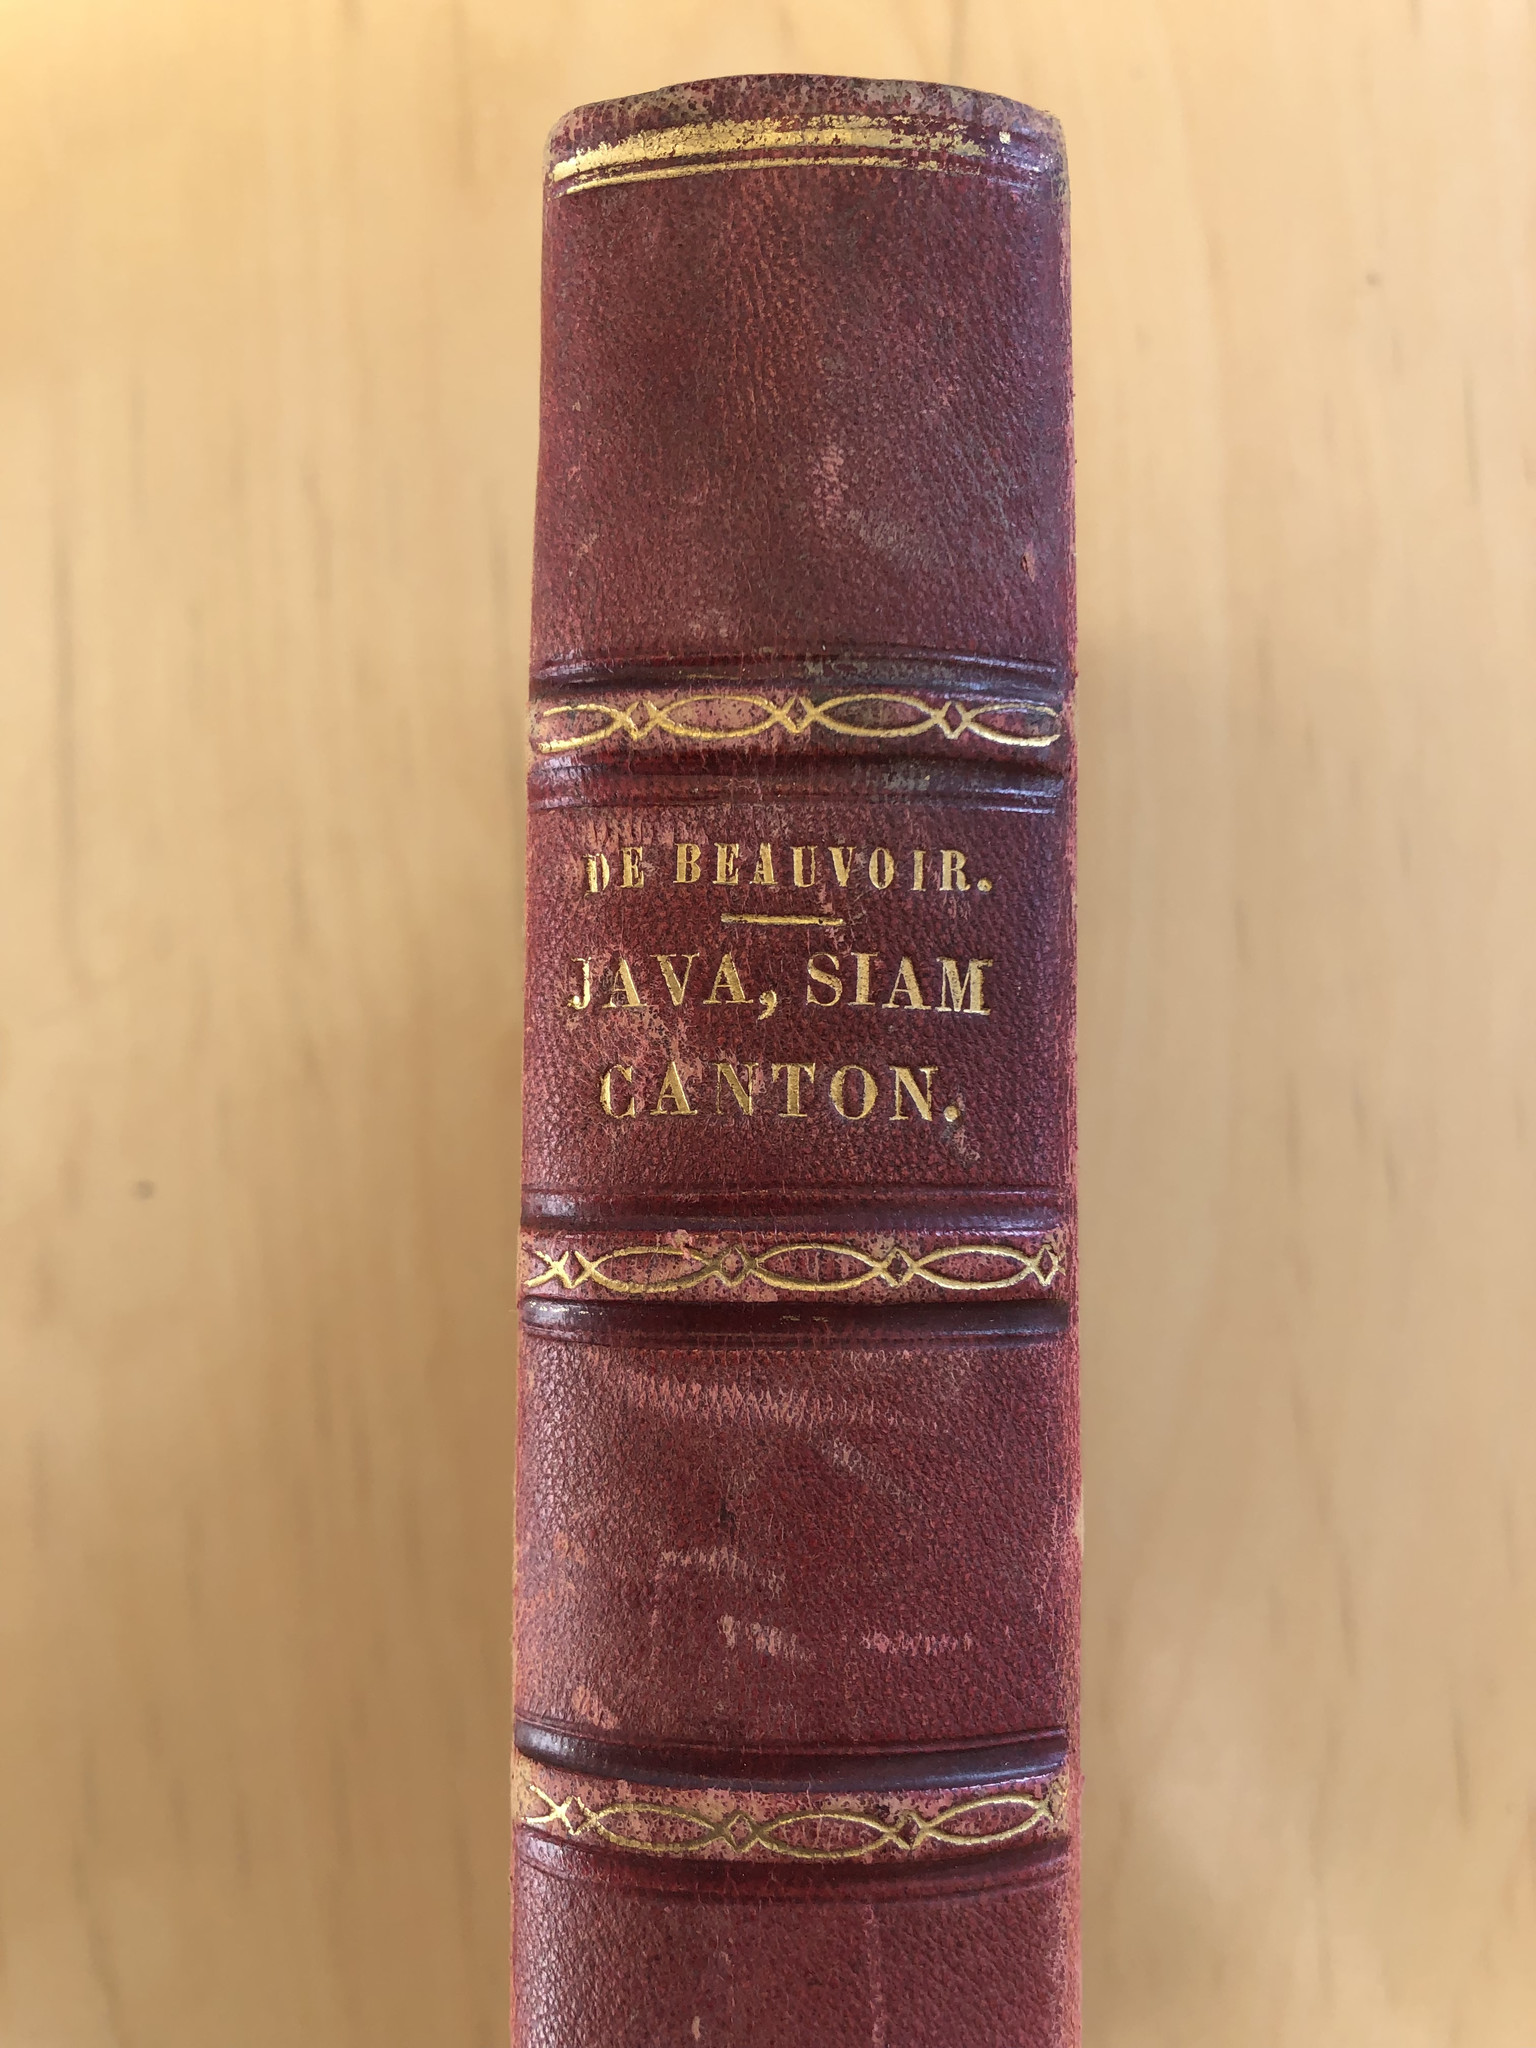 DE BEAUVOIR.
JAVA, SIAM
CANTON.